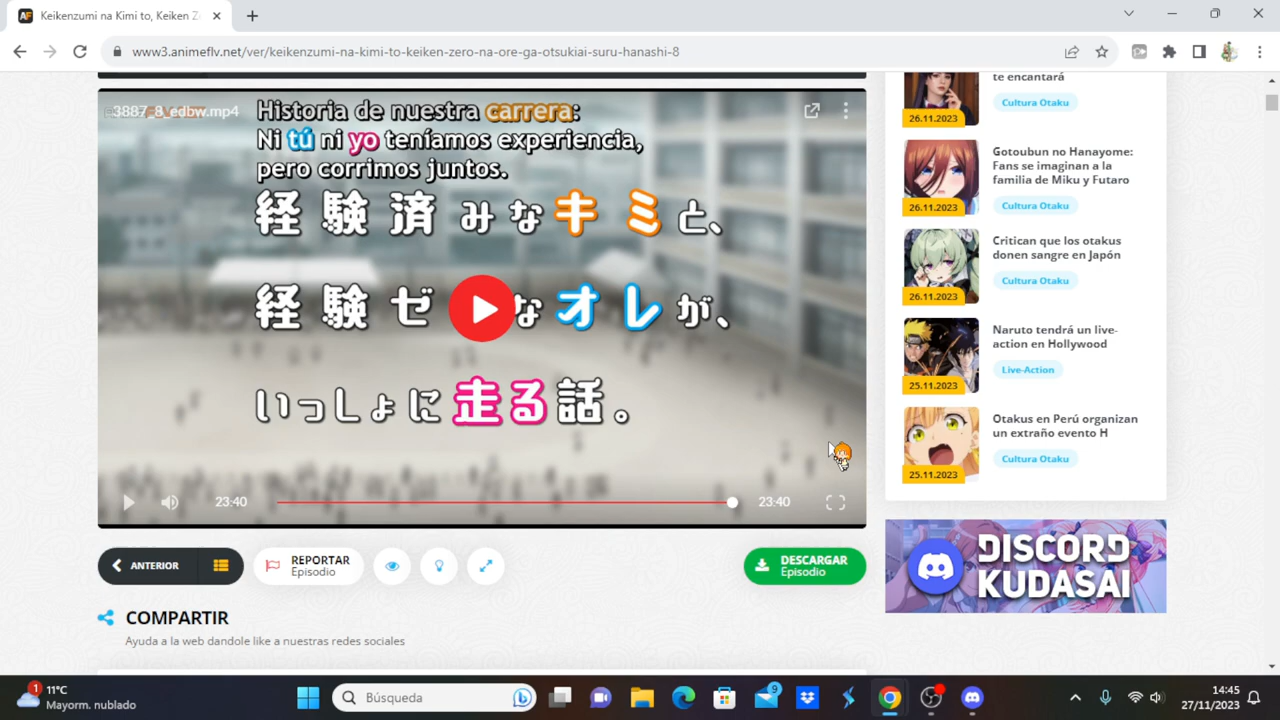 Keikenzumi na Kimi to, Keiken Z
www3.animeflv.net/ver/keikenzumi-na-kimi-to-keiken-zero-na-ore-ga-otsukiai-suru-hanashi-8
3887_8_edbw.mp4
Historia de nuestra carrera:
Ni tú ni yo teníamos experiencia,
pero corrimos juntos.
経験済みなキミと、
経験ゼ なオレが、
いっしょに走る話。
23:40
23:40
ANTERIOR
REPORTAR
Episodio
DESCARGAR
Episodio
COMPARTIR
Ayuda a la web dandole like a nuestras redes sociales
te encantará
Cultura Otaku
26.11.2023
Gotoubun no Hanayome:
Fans se imaginan a la
familia de Miku y Futaro
Cultura Otaku
26.11.2023
Critican que los otakus
donen sangre en Japón
Cultura Otaku
26.11.2023
Naruto tendrá un live-
action en Hollywood
Live-Action
25.11.2023
Otakus en Perú organizan
un extraño evento H
Cultura Otaku
25.11.2023
DISCORD
KUDASAI
1
11°C
Mayorm. nublado
Búsqueda
9
14:45
27/11/2023